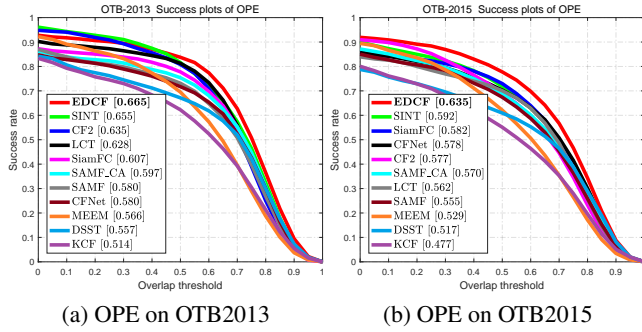 OTB-2013 Success plots of OPE
Success rate
1
0.9
0.8
0.7
0.6
0.5
0.4
0.3
0.2
0.1
0
EDCF [0.665]
SINT [0.655]
CF2 [0.635]
LCT [0.628]
SiamFC [0.607]
SAMF_CA [0.597]
SAMF [0.580]
CFNet [0.580]
MEEM [0.566]
DSST [0.557]
KCF [0.514]
0 0.1 0.2 0.3 0.4 0.5 0.6 0.7 0.8 0.9 1
Overlap threshold
(a) OPE on OTB2013
OTB-2015 Success plots of OPE
Success rate
1
0.9
0.8
0.7
0.6
0.5
0.4
0.3
0.2
0.1
0
EDCF [0.635]
SINT [0.592]
SiamFC [0.582]
CFNet [0.578]
CF2 [0.577]
SAMF_CA [0.570]
LCT [0.562]
SAMF [0.555]
MEEM [0.529]
DSST [0.517]
KCF [0.477]
0 0.1 0.2 0.3 0.4 0.5 0.6 0.7 0.8 0.9
Overlap threshold
(b) OPE on OTB2015